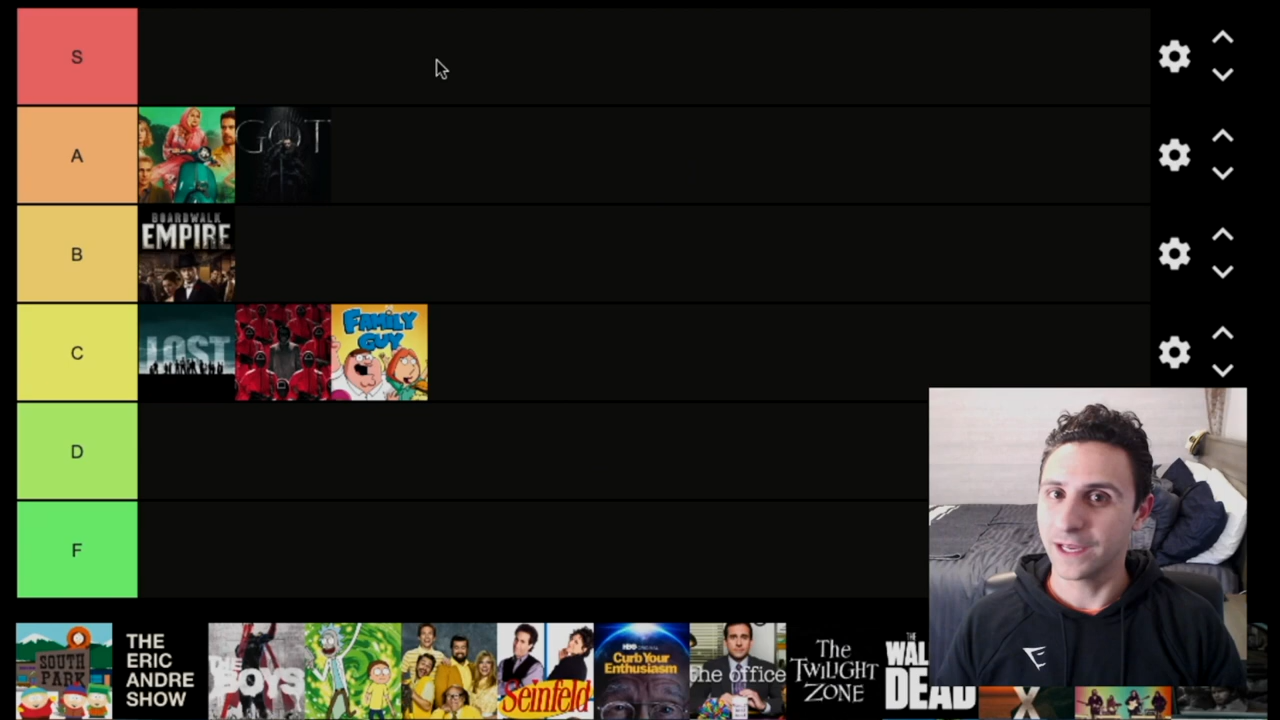 S
A
GOT
B
BOARDWALK
EMPIRE
C
LOST
FAMILY
GUY
D
F
SOUTH
PARK
THE
ERIC
ANDRE
SHOW
THE
BOYS
Seinfeld
HBO ORIGINAL
Curb Your
Enthusiasm
the office
The
TWILIGHT
ZONE
THE
WAL
DEAD
X